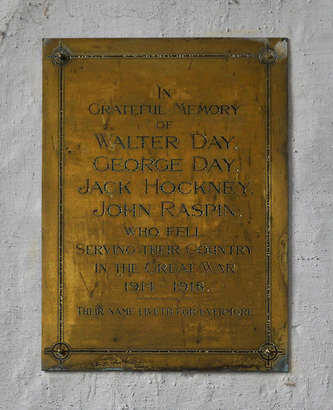 IN
GRATEFUL MEMORY
OF
WALTER DAY.
GEORGE DAY.
JACK HOCKNEY.
JOHN RASPIN.
WHO FELL
SERVING THEIR COUNTRY
IN THE GREAT WAR
1914-1918.
THEIR NAME LIVETH FOR EVERMORE